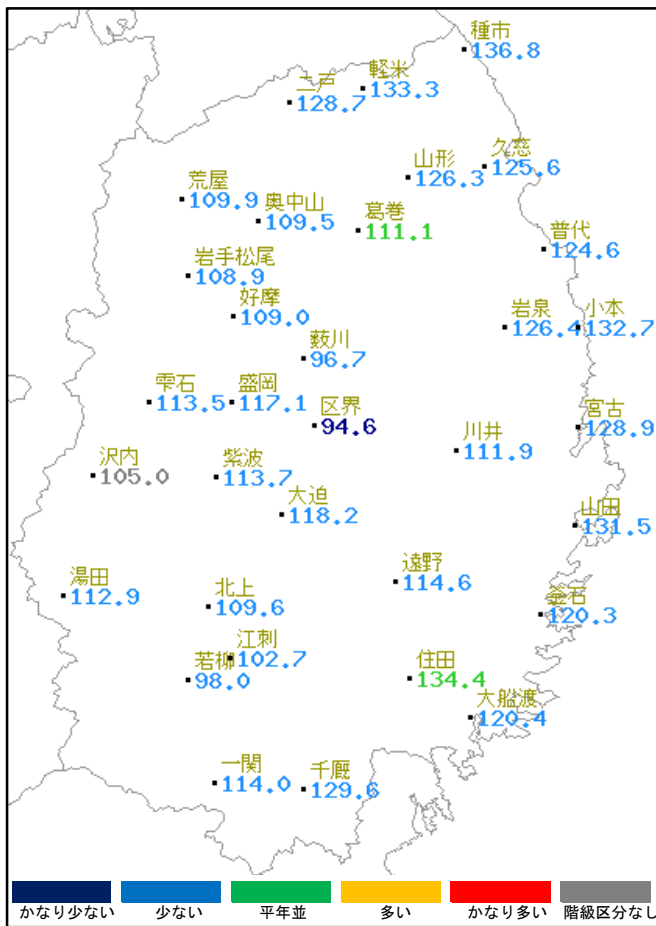 種市
136.8
軽米
133.3
二戸
128.7
久慈
125.6
山形
126.3
荒屋
109.9
奥中山
109.5
葛巻
111.1
普代
124.6
岩手松尾
108.9
好摩
109.0
岩泉
126.4
小本
132.7
薮川
96.7
雫石
113.5
盛岡
117.1
区界
94.6
宮古
128.9
川井
111.9
沢内
105.0
紫波
113.7
大迫
118.2
山田
131.5
遠野
114.6
湯田
112.9
北上
109.6
釜石
120.3
江刺
102.7
若柳
98.0
住田
134.4
大船渡
120.4
一関
114.0
千厩
129.6
かなり少ない 少ない 平年並 多い かなり多い 階級区分なし